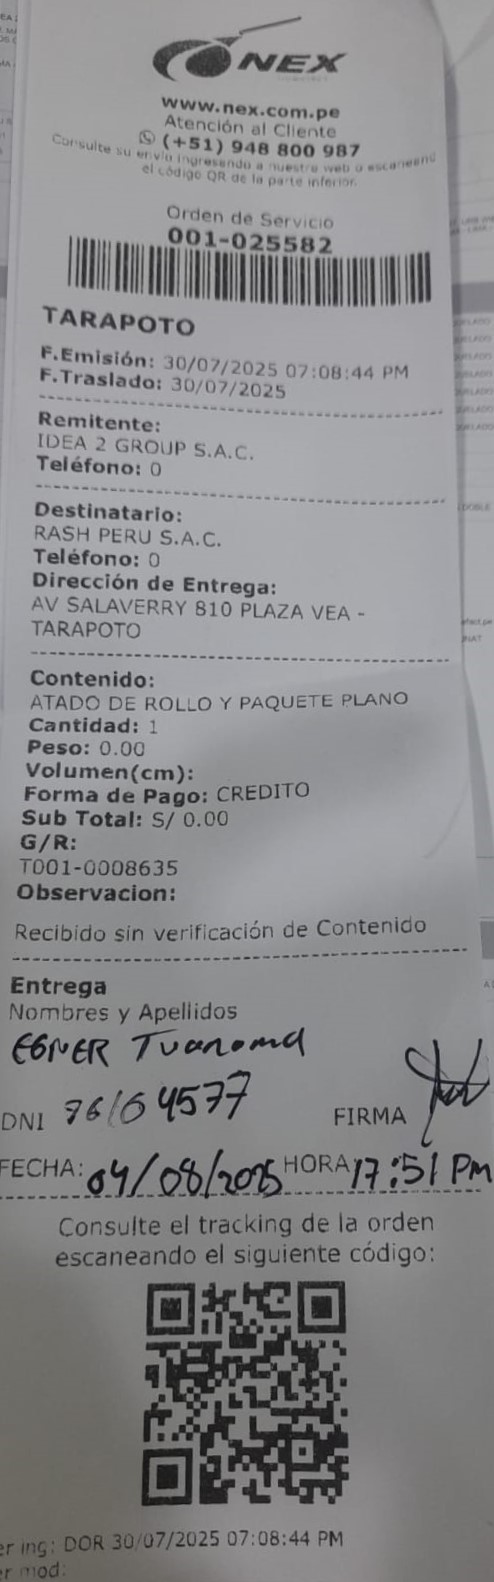 NEX
www.nex.com.pe
Atención al Cliente
(+51) 948 800 987
Consulte su envío ingresando a nuestra web o escaneando
el código QR de la parte inferior.
Orden de Servicio
001-025582
TARAPOTO
F.Emisión: 30/07/2025 07:08:44 PM
F.Traslado: 30/07/2025
Remitente:
IDEA 2 GROUP S.A.C.
Teléfono: 0
Destinatario:
RASH PERU S.A.C.
Teléfono: 0
Dirección de Entrega:
AV SALAVERRY 810 PLAZA VEA -
TARAPOTO
Contenido:
ATADO DE ROLLO Y PAQUETE PLANO
Cantidad: 1
Peso: 0.00
Volumen(cm):
Forma de Pago: CREDITO
Sub Total: S/ 0.00
G/R:
T001-0008635
Observacion:
Recibido sin verificación de Contenido
Entrega
Nombres y Apellidos
EGNER Tuanama
DNI 76164577 FIRMA
FECHA: 04/08/2025 HORA 17:51 PM
Consulte el tracking de la orden
escaneando el siguiente código:
er ing: DOR 30/07/2025 07:08:44 PM
er mod: